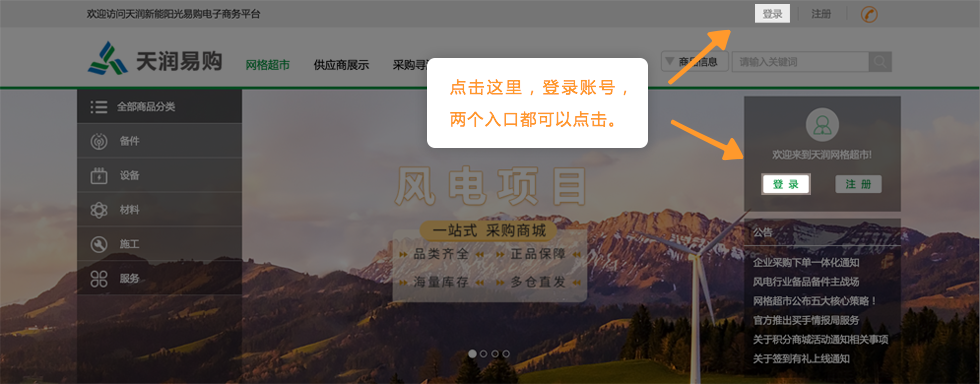 欢迎访问天润新能阳光易购电子商务平台
登录
注册
天润易购
网格超市
供应商展示
采购寻
商品信息
请输入关键词
点击这里，登录账号，
两个入口都可以点击。
全部商品分类
备件
设备
材料
施工
服务
风电项目
一站式 采购商城
品类齐全
正品保障
海量库存
多仓直发
欢迎来到天润网格超市!
登 录
注 册
公告
企业采购下单一体化通知
风电行业备品备件主战场
网格超市公布五大核心策略！
官方推出买手情报局服务
关于积分商城活动通知相关事项
关于签到有礼上线通知